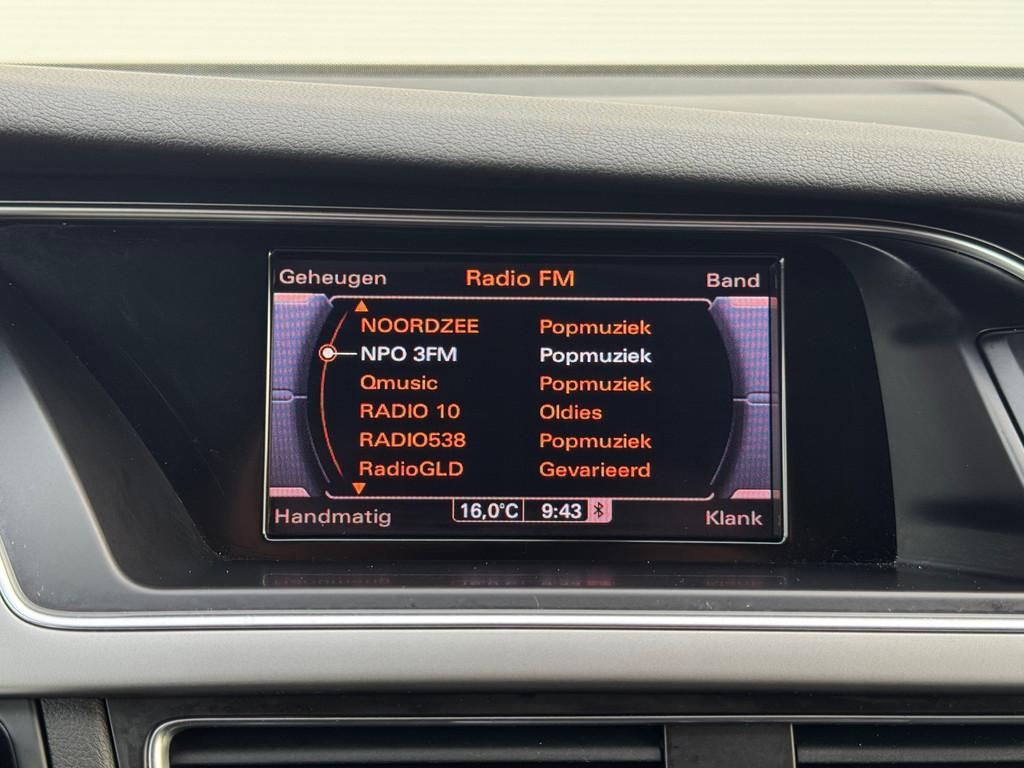 Geheugen Radio FM Band
NOORDZEE Popmuziek
NPO 3FM Popmuziek
Qmusic Popmuziek
RADIO 10 Oldies
RADIO538 Popmuziek
RadioGLD Gevarieerd
Handmatig 16,0°C 9:43 Klank